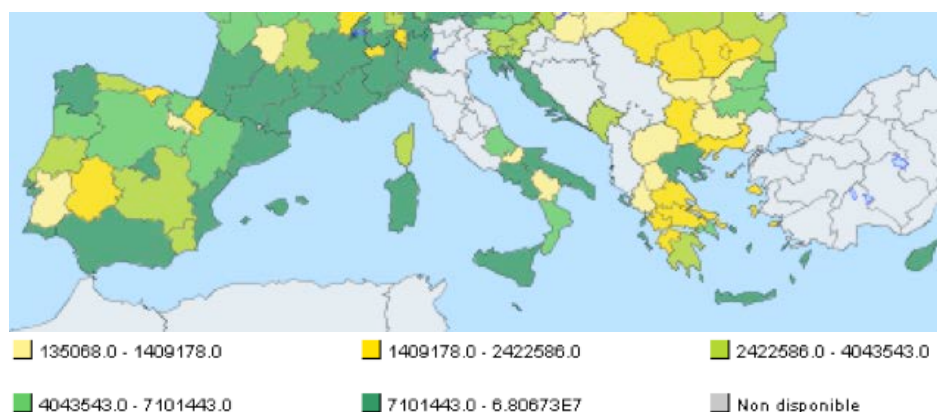 135068.0 - 1409178.0
1409178.0 - 2422586.0
2422586.0 - 4043543.0
4043543.0 - 7101443.0
7101443.0 - 6.80673E7
Non disponible